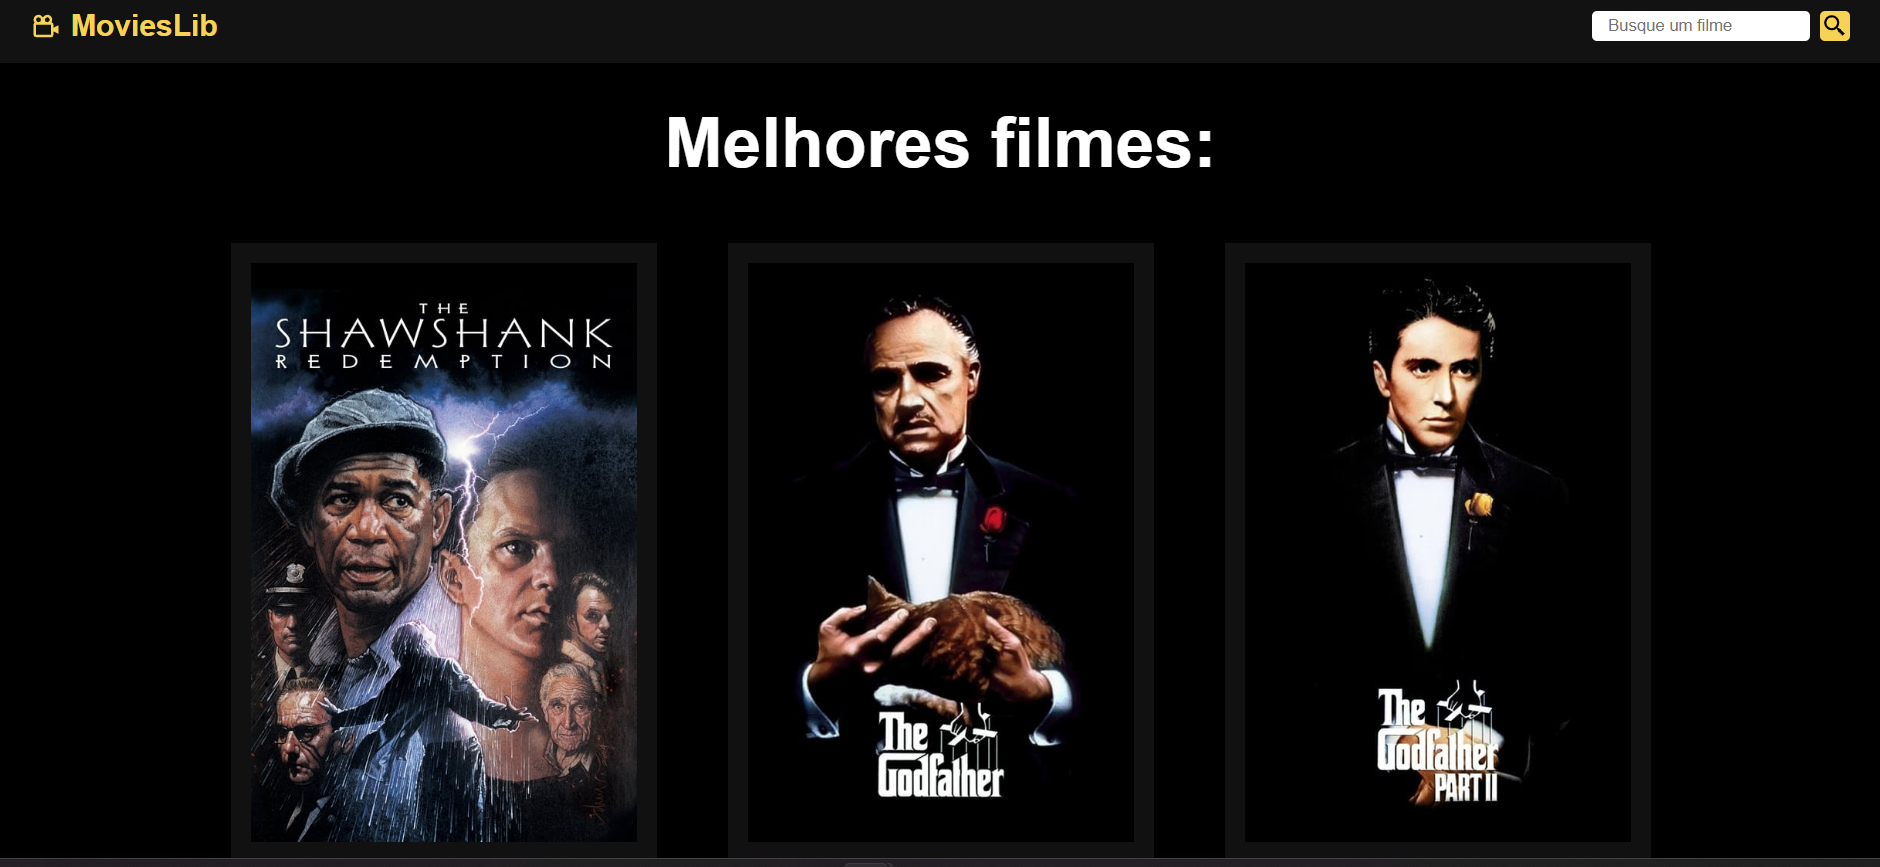 MoviesLib
Busque um filme
Melhores filmes:
THE
SHAWSHANK
REDEMPTION
The
Godfather
The
Godfather
PART II